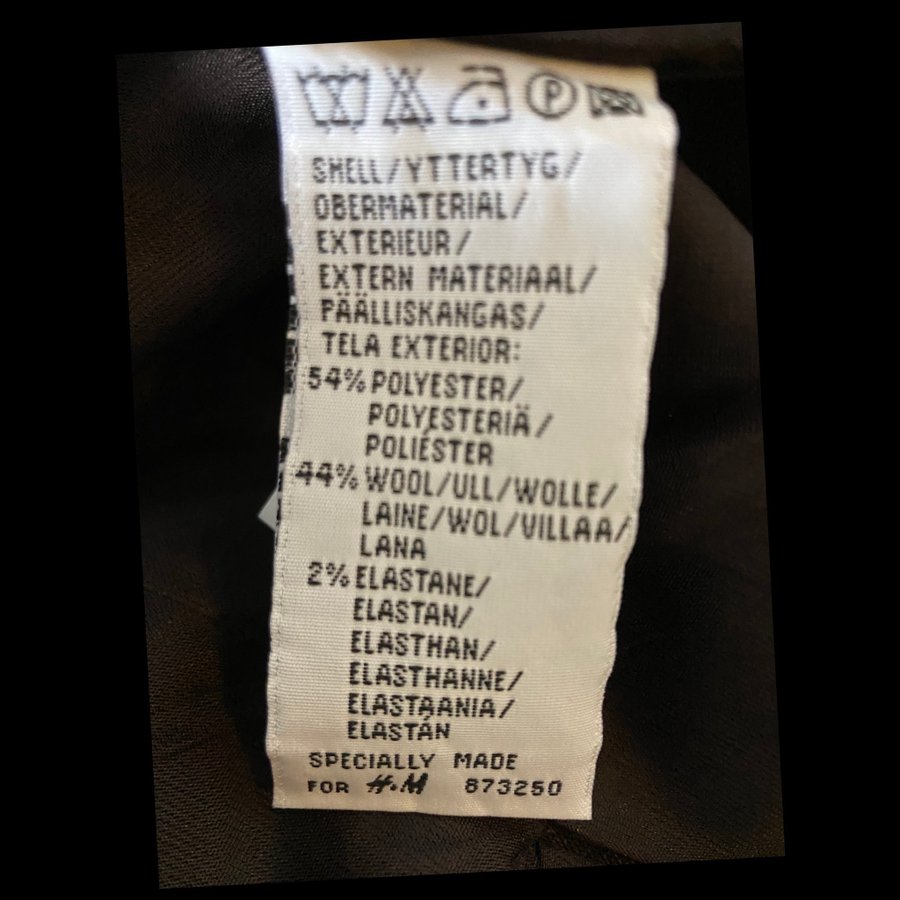 P
SHELL/YTTERTYG/
OBERMATERIAL/
EXTERIEUR/
EXTERN MATERIAAL/
PÄÄLLISKANGAS/
TELA EXTERIOR:
54% POLYESTER/
POLYESTERIÄ/
POLIÉSTER
44% WOOL/ULL/WOLLE/
LAINE/WOL/VILLAA/
LANA
2% ELASTANE/
ELASTAN/
ELASTHAN/
ELASTHANNE/
ELASTAANIA/
ELASTÁN
SPECIALLY MADE
FOR H.M 873250